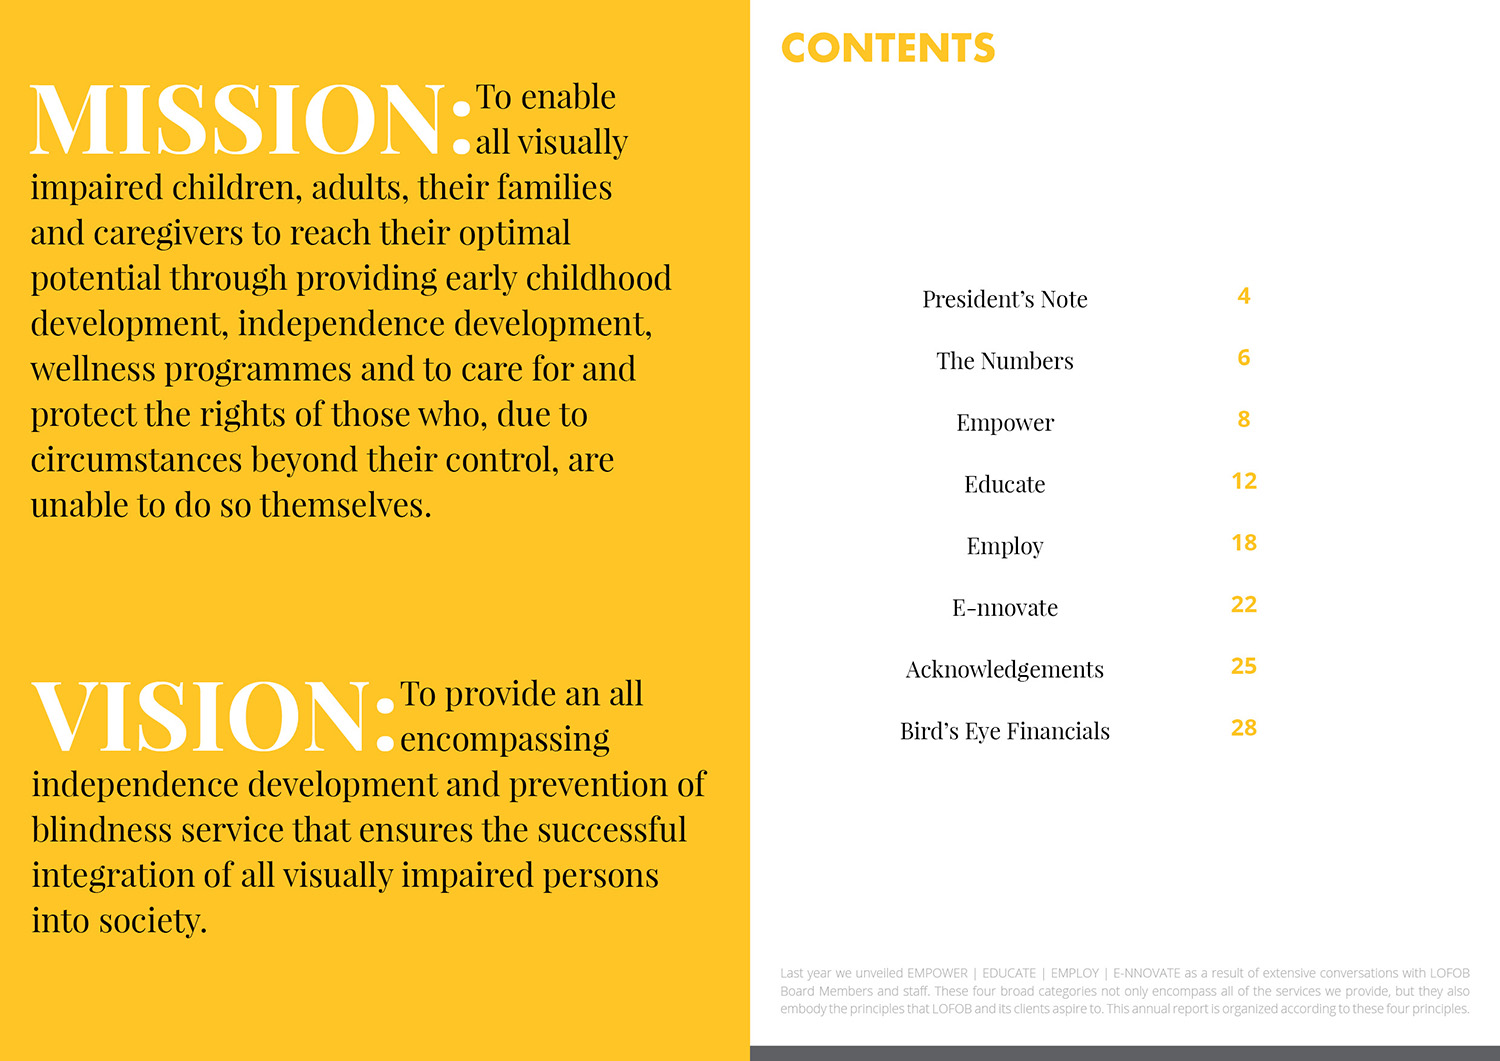 MISSION: To enable
all visually
impaired children, adults, their families
and caregivers to reach their optimal
potential through providing early childhood
development, independence development,
wellness programmes and to care for and
protect the rights of those who, due to
circumstances beyond their control, are
unable to do so themselves.
VISION: To provide an all
encompassing
independence development and prevention of
blindness service that ensures the successful
integration of all visually impaired persons
into society.
CONTENTS
President’s Note 4
The Numbers 6
Empower 8
Educate 12
Employ 18
E-nnovate 22
Acknowledgements 25
Bird’s Eye Financials 28
Last year we unveiled EMPOWER | EDUCATE | EMPLOY | E-NNOVATE as a result of extensive conversations with LOFOB
Board Members and staff. These four broad categories not only encompass all of the services we provide, but they also
embody the principles that LOFOB and its clients aspire to. This annual report is organized according to these four principles.